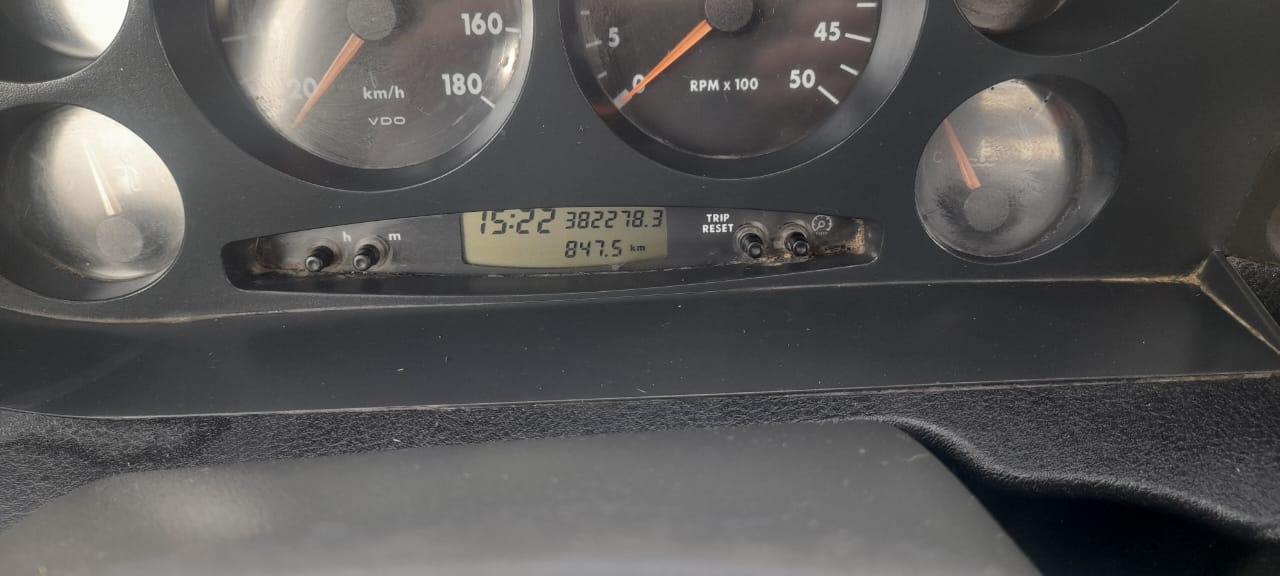 160
180
20
km/h
VDO
5
0
45
50
RPM x 100
C
h
m
15:22 382278.3
847.5 km
TRIP
RESET